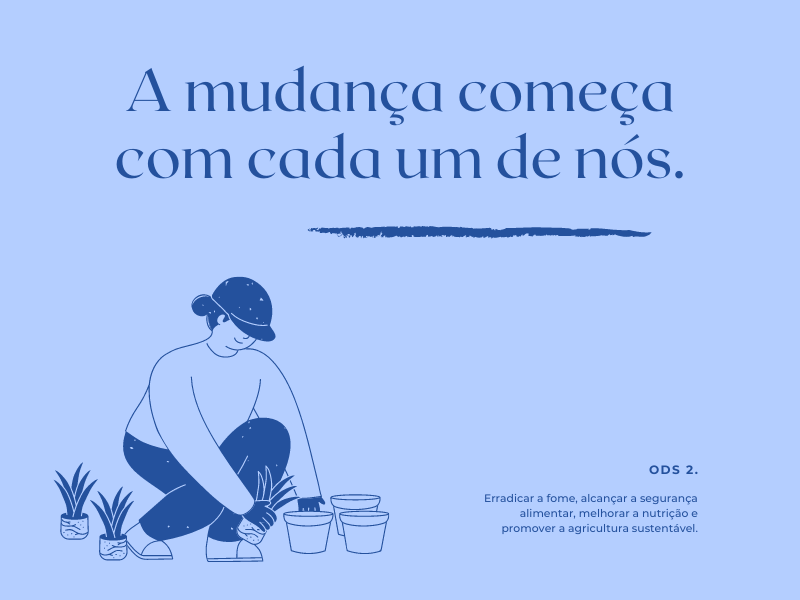 A mudança começa
com cada um de nós.
ODS 2.
Erradicar a fome, alcançar a segurança
alimentar, melhorar a nutrição e
promover a agricultura sustentável.